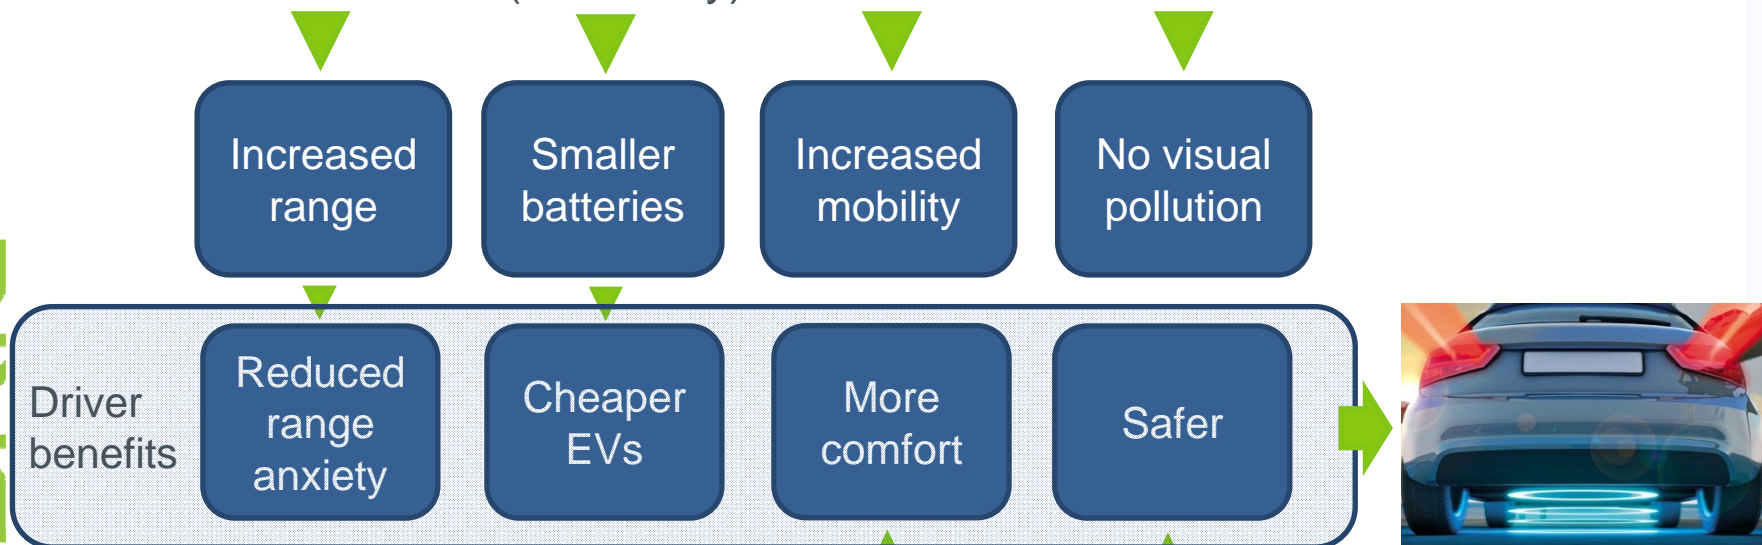 Increased
range
Smaller
batteries
Increased
mobility
No visual
pollution
Driver
benefits
Reduced
range
anxiety
Cheaper
EVs
More
comfort
Safer